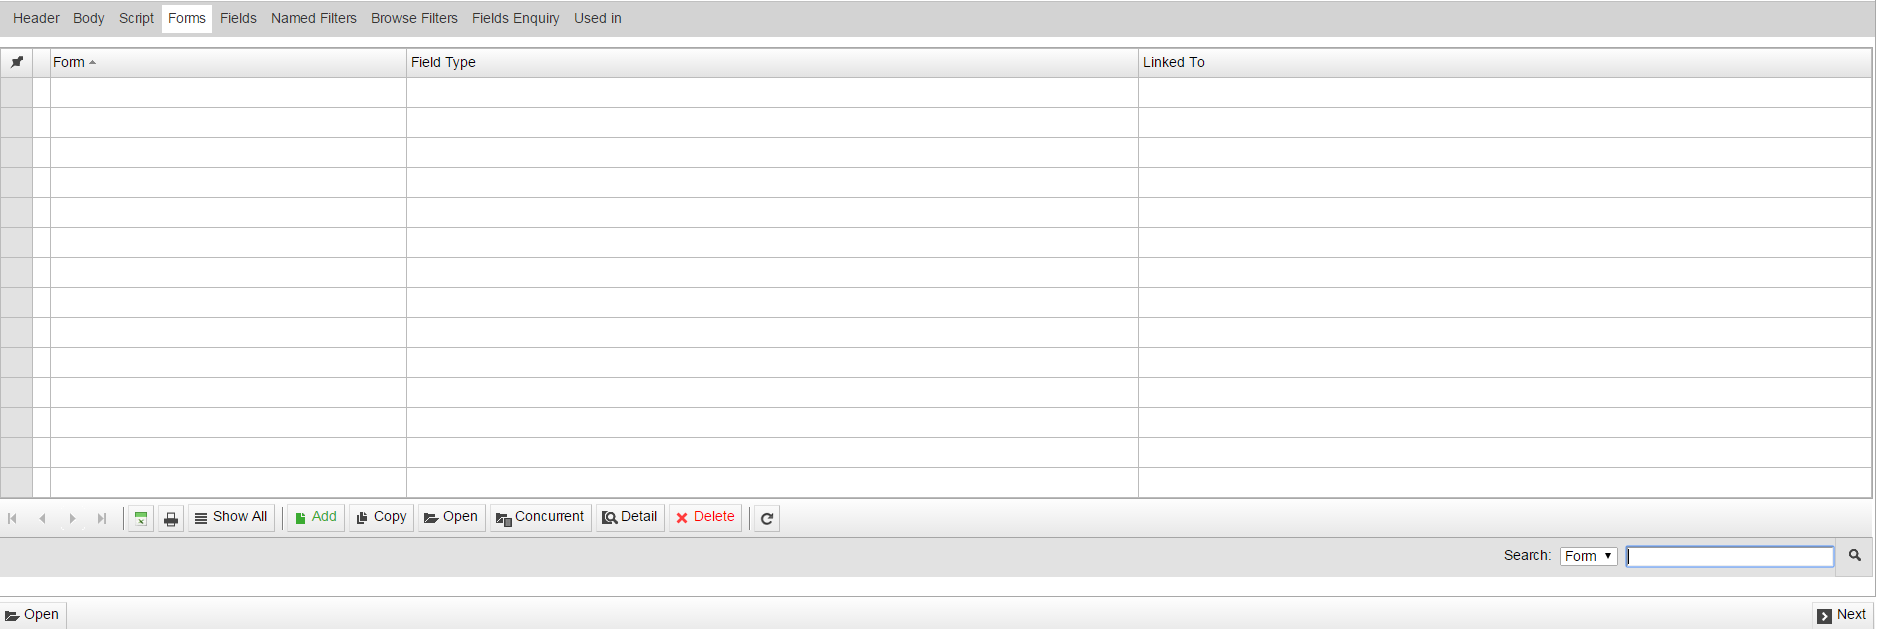 Header Body Script Forms Fields Named Filters Browse Filters Fields Enquiry Used in
Form Field Type Linked To
Show All Add Copy Open Concurrent Detail Delete
Search: Form
Open Next